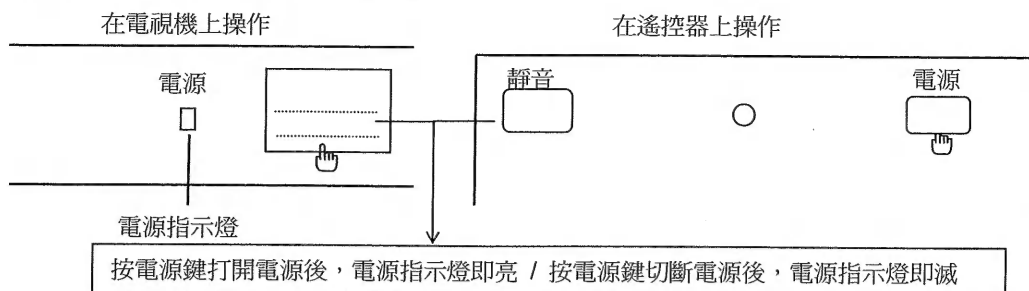 在電視機上操作
在遙控器上操作
電源
靜音
電源
電源指示燈
按電源鍵打開電源後，電源指示燈即亮 / 按電源鍵切斷電源後，電源指示燈即滅